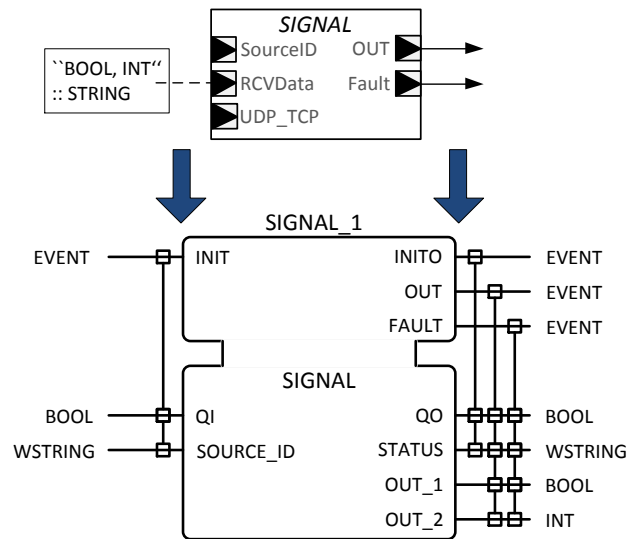 SIGNAL
SourceID OUT
``BOOL, INT“
:: STRING
RCVData Fault
UDP_TCP
SIGNAL_1
EVENT INIT INITO EVENT
OUT EVENT
FAULT EVENT
SIGNAL
BOOL QI QO BOOL
WSTRING SOURCE_ID STATUS WSTRING
OUT_1 BOOL
OUT_2 INT